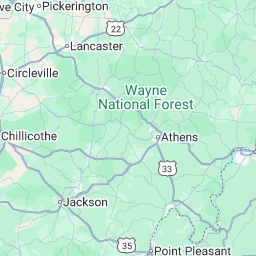 ve City
Pickerington
22
Lancaster
Circleville
Wayne
National Forest
Chillicothe
Athens
33
Jackson
35
Point Pleasant